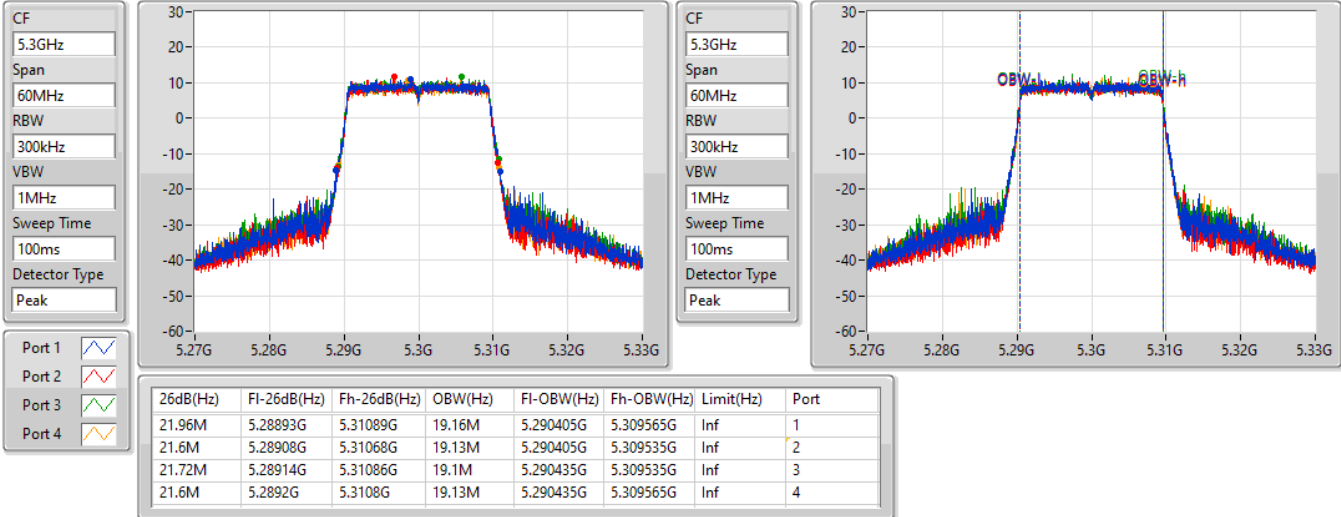 CF
5.3GHz
Span
60MHz
RBW
300kHz
VBW
1MHz
Sweep Time
100ms
Detector Type
Peak
30
20
10
0
-10
-20
-30
-40
-50
-60
5.27G 5.28G 5.29G 5.3G 5.31G 5.32G 5.33G
CF
5.3GHz
Span
60MHz
RBW
300kHz
VBW
1MHz
Sweep Time
100ms
Detector Type
Peak
30
20
10
0
-10
-20
-30
-40
-50
-60
OBW-l OBW-h
5.27G 5.28G 5.29G 5.3G 5.31G 5.32G 5.33G
Port 1
Port 2
Port 3
Port 4
26dB(Hz) Fl-26dB(Hz) Fh-26dB(Hz) OBW(Hz) Fl-OBW(Hz) Fh-OBW(Hz) Limit(Hz) Port
21.96M 5.28893G 5.31089G 19.16M 5.290405G 5.309565G Inf 1
21.6M 5.28908G 5.31068G 19.13M 5.290405G 5.309535G Inf 2
21.72M 5.28914G 5.31086G 19.1M 5.290435G 5.309535G Inf 3
21.6M 5.2892G 5.3108G 19.13M 5.290435G 5.309565G Inf 4